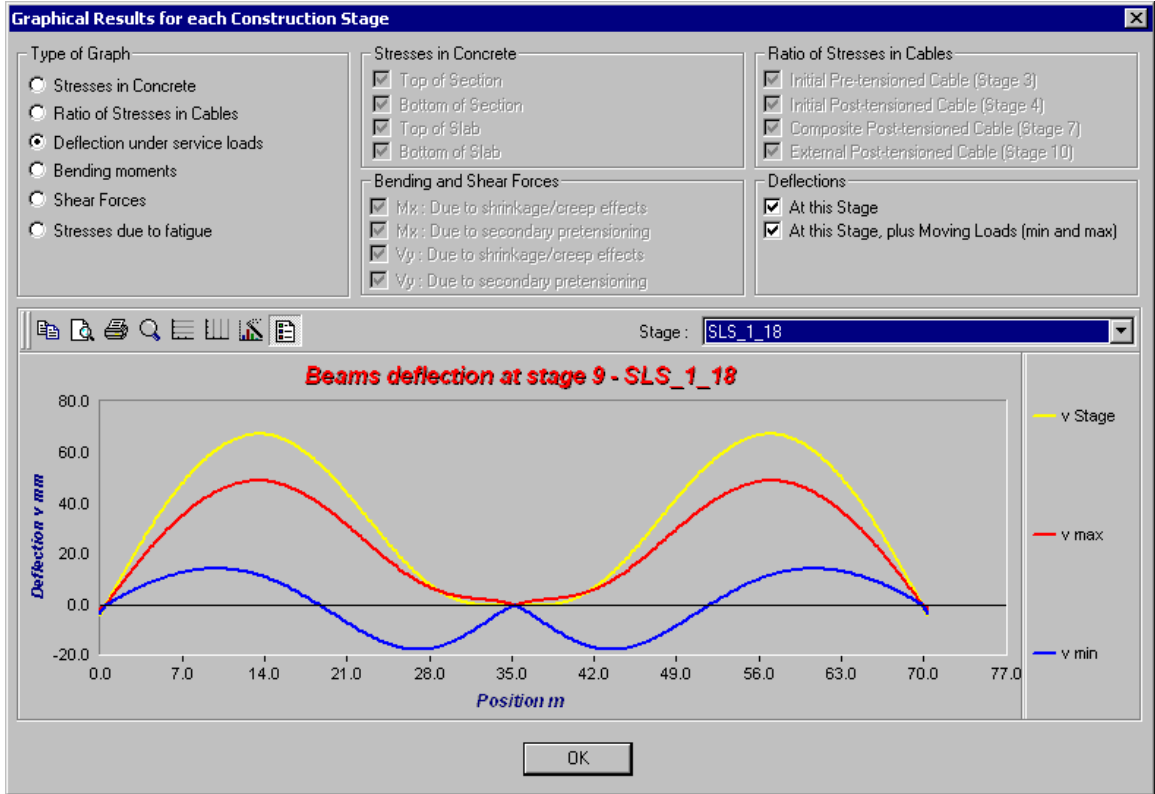 Graphical Results for each Construction Stage
Type of Graph
Stresses in Concrete
Ratio of Stresses in Cables
Deflection under service loads
Bending moments
Shear Forces
Stresses due to fatigue
Stresses in Concrete
Top of Section
Bottom of Section
Top of Slab
Bottom of Slab
Bending and Shear Forces
Mx : Due to shrinkage/creep effects
Mx : Due to secondary pretensioning
Vy : Due to shrinkage/creep effects
Vy : Due to secondary pretensioning
Ratio of Stresses in Cables
Initial Pre-tensioned Cable (Stage 3)
Initial Post-tensioned Cable (Stage 4)
Composite Post-tensioned Cable (Stage 7)
External Post-tensioned Cable (Stage 10)
Deflections
At this Stage
At this Stage, plus Moving Loads (min and max)
Stage : SLS_1_18
Beams deflection at stage 9 - SLS_1_18
Deflection v mm
80.0
60.0
40.0
20.0
0.0
-20.0
0.0 7.0 14.0 21.0 28.0 35.0 42.0 49.0 56.0 63.0 70.0 77.0
Position m
v Stage
v max
v min
OK